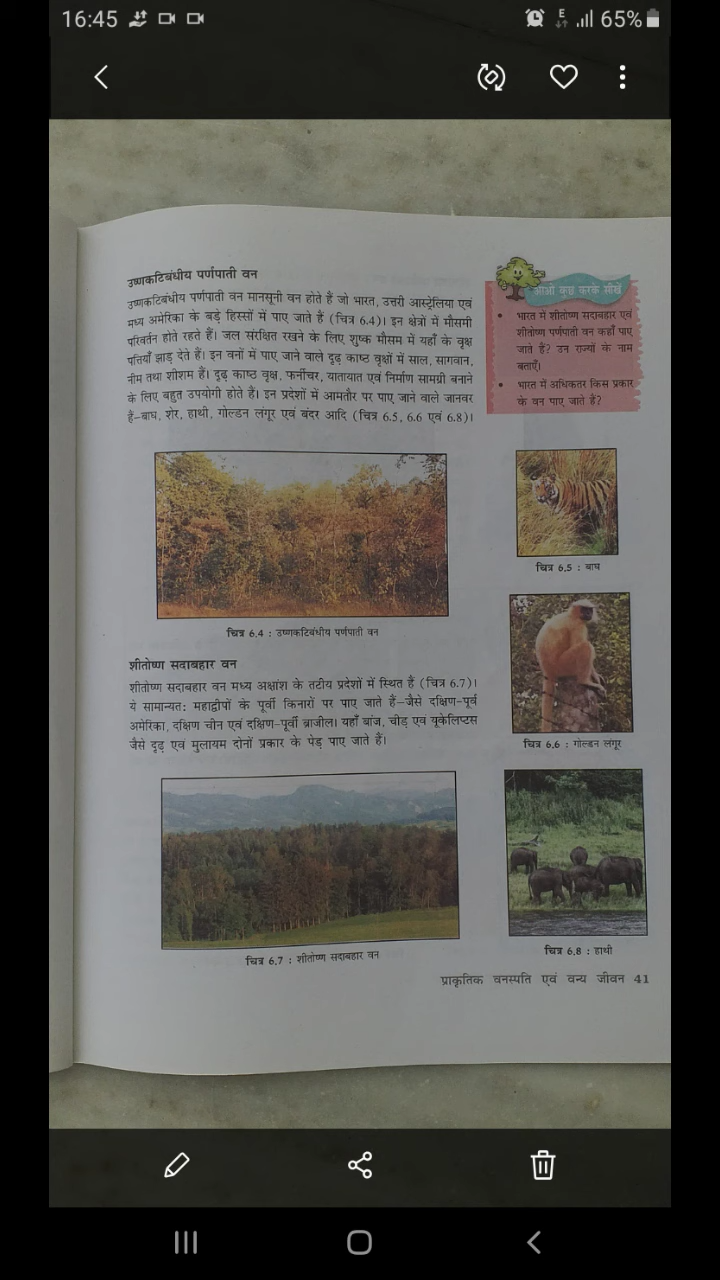 16:45
E
65%
उष्णकटिबंधीय पर्णपाती वन
उष्णकटिबंधीय पर्णपाती वन मानसूनी वन होते हैं जो भारत, उत्तरी आस्ट्रेलिया एवं
मध्य अमेरिका के बड़े हिस्सों में पाए जाते हैं (चित्र 6.4)। इन क्षेत्रों में मौसमी
परिवर्तन होते रहते हैं। जल संरक्षित रखने के लिए शुष्क मौसम में यहाँ के वृक्ष
पत्तियाँ झाड़ देते हैं। इन वनों में पाए जाने वाले दृढ़ काष्ठ वृक्षों में साल, सागवान,
नीम तथा शीशम हैं। दृढ़ काष्ठ वृक्ष, फर्नीचर, यातायात एवं निर्माण सामग्री बनाने
के लिए बहुत उपयोगी होते हैं। इन प्रदेशों में आमतौर पर पाए जाने वाले जानवर
हैं-बाघ, शेर, हाथी, गोल्डन लंगूर एवं बंदर आदि (चित्र 6.5, 6.6 एवं 6.8)।
आओ कुछ करके सीखें
• भारत में शीतोष्ण सदाबहार एवं
शीतोष्ण पर्णपाती वन कहाँ पाए
जाते हैं? उन राज्यों के नाम
बताएँ।
• भारत में अधिकतर किस प्रकार
के वन पाए जाते हैं?
चित्र 6.4 : उष्णकटिबंधीय पर्णपाती वन
चित्र 6.5 : बाघ
शीतोष्ण सदाबहार वन
शीतोष्ण सदाबहार वन मध्य अक्षांश के तटीय प्रदेशों में स्थित हैं (चित्र 6.7)।
ये सामान्यत: महाद्वीपों के पूर्वी किनारों पर पाए जाते हैं-जैसे दक्षिण-पूर्व
अमेरिका, दक्षिण चीन एवं दक्षिण-पूर्वी ब्राजील। यहाँ बांज, चीड़ एवं यूकेलिप्टस
जैसे दृढ़ एवं मुलायम दोनों प्रकार के पेड़ पाए जाते हैं।
चित्र 6.6 : गोल्डन लंगूर
चित्र 6.7 : शीतोष्ण सदाबहार वन
चित्र 6.8 : हाथी
प्राकृतिक वनस्पति एवं वन्य जीवन 41